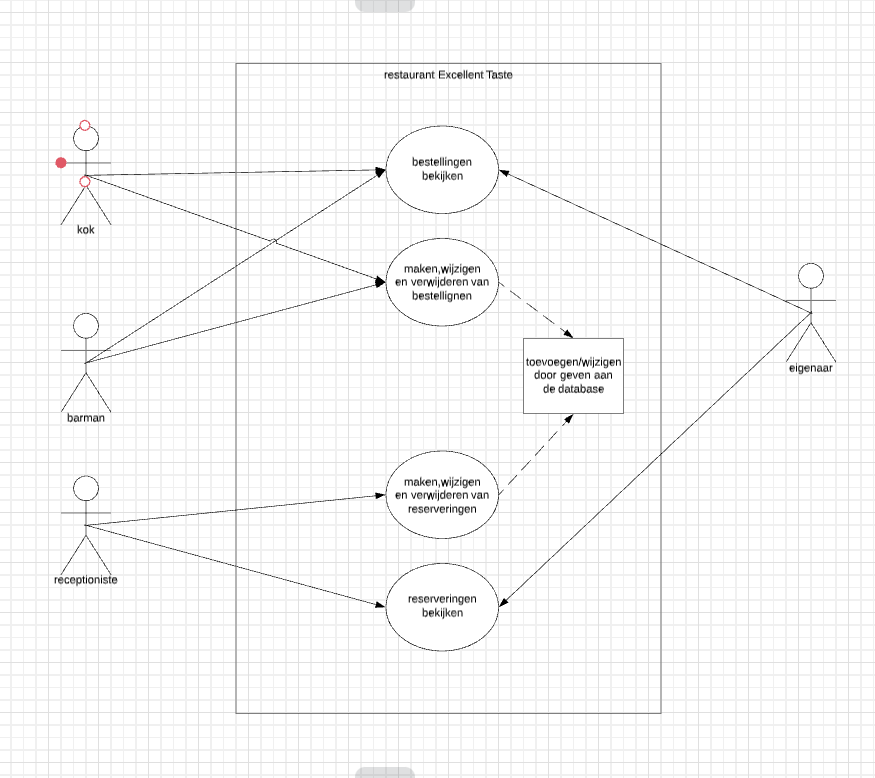 restaurant Excellent Taste
bestellingen
bekijken
kok
maken,wijzigen
en verwijderen van
bestellignen
toevoegen/wijzigen
door geven aan
de database
eigenaar
barman
maken,wijzigen
en verwijderen van
reserveringen
receptioniste
reserveringen
bekijken